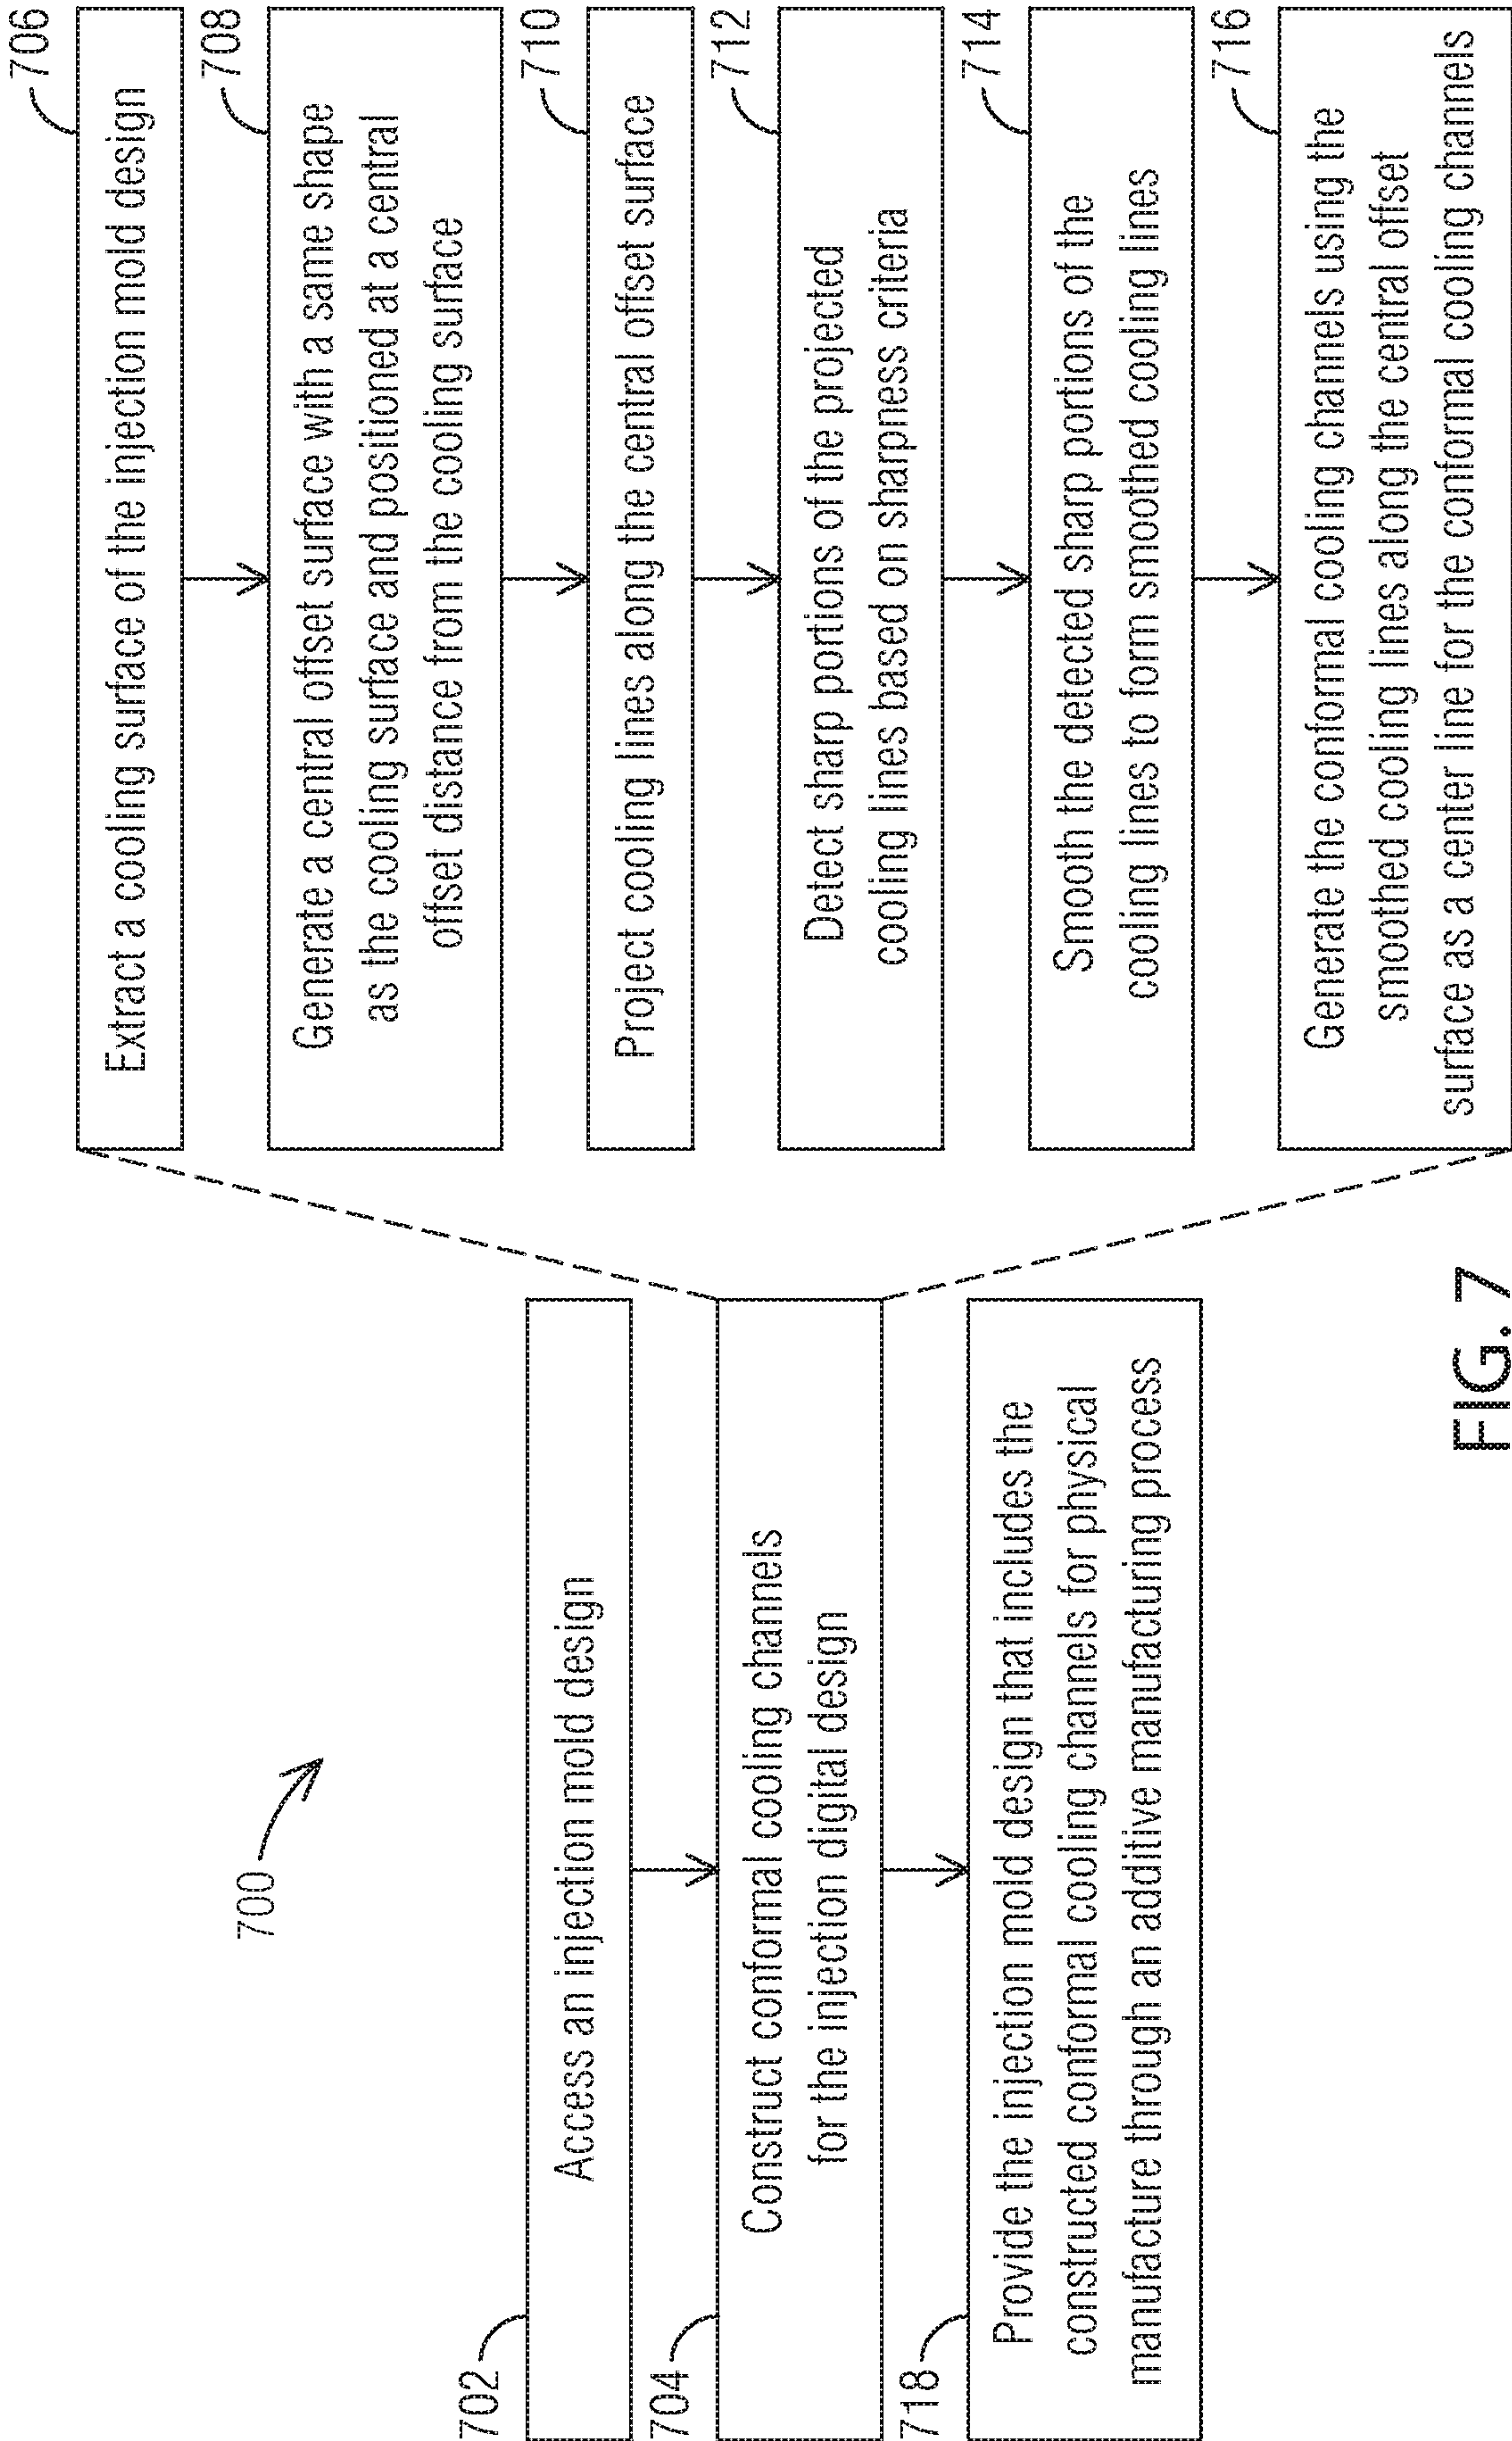 700
702
Access an injection mold design
704
Construct conformal cooling channels
for the injection digital design
718
Provide the injection mold design that includes the
constructed conformal cooling channels for physical
manufacture through an additive manufacturing process
706
Extract a cooling surface of the injection mold design
708
Generate a central offset surface with a same shape
as the cooling surface and positioned at a central
offset distance from the cooling surface
710
Project cooling lines along the central offset surface
712
Detect sharp portions of the projected
cooling lines based on sharpness criteria
714
Smooth the detected sharp portions of the
cooling lines to form smoothed cooling lines
716
Generate the conformal cooling channels using the
smoothed cooling lines along the central offset
surface as a center line for the conformal cooling channels
FIG. 7